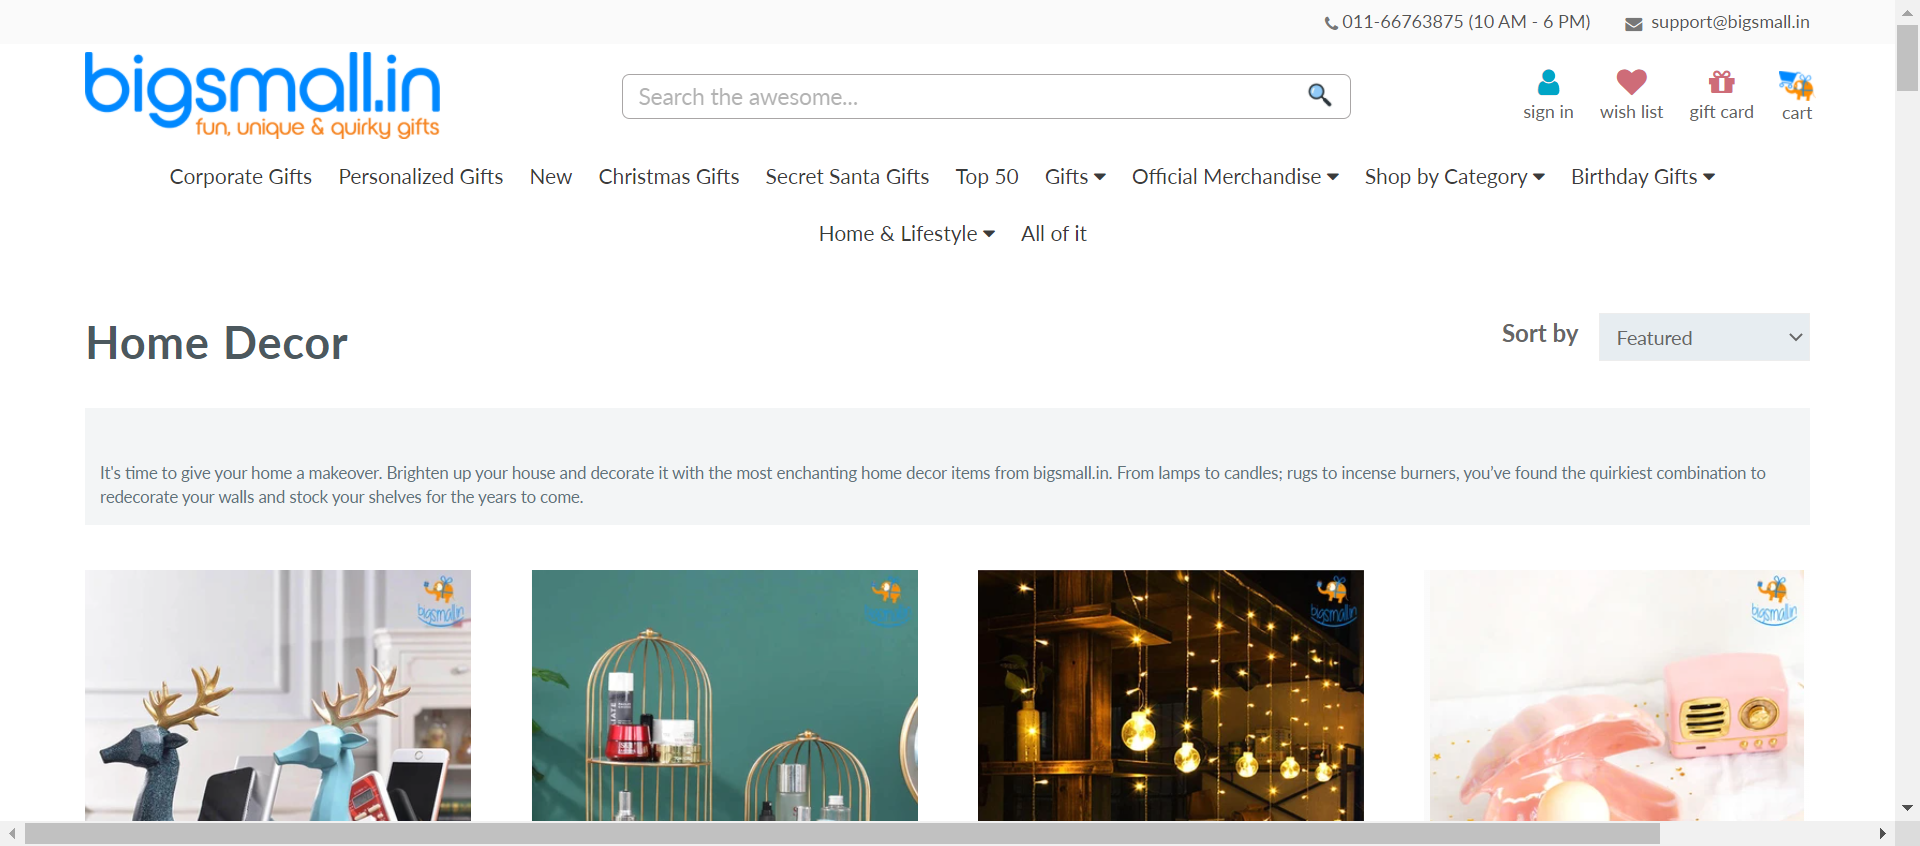 011-66763875 (10 AM - 6 PM) support@bigsmall.in
bigsmall.in
fun, unique & quirky gifts
Search the awesome...
sign in wish list gift card cart
Corporate Gifts Personalized Gifts New Christmas Gifts Secret Santa Gifts Top 50 Gifts Official Merchandise Shop by Category Birthday Gifts
Home & Lifestyle All of it
Home Decor
Sort by Featured
It's time to give your home a makeover. Brighten up your house and decorate it with the most enchanting home decor items from bigsmall.in. From lamps to candles; rugs to incense burners, you’ve found the quirkiest combination to
redecorate your walls and stock your shelves for the years to come.
bigsmall.in bigsmall.in bigsmall.in bigsmall.in